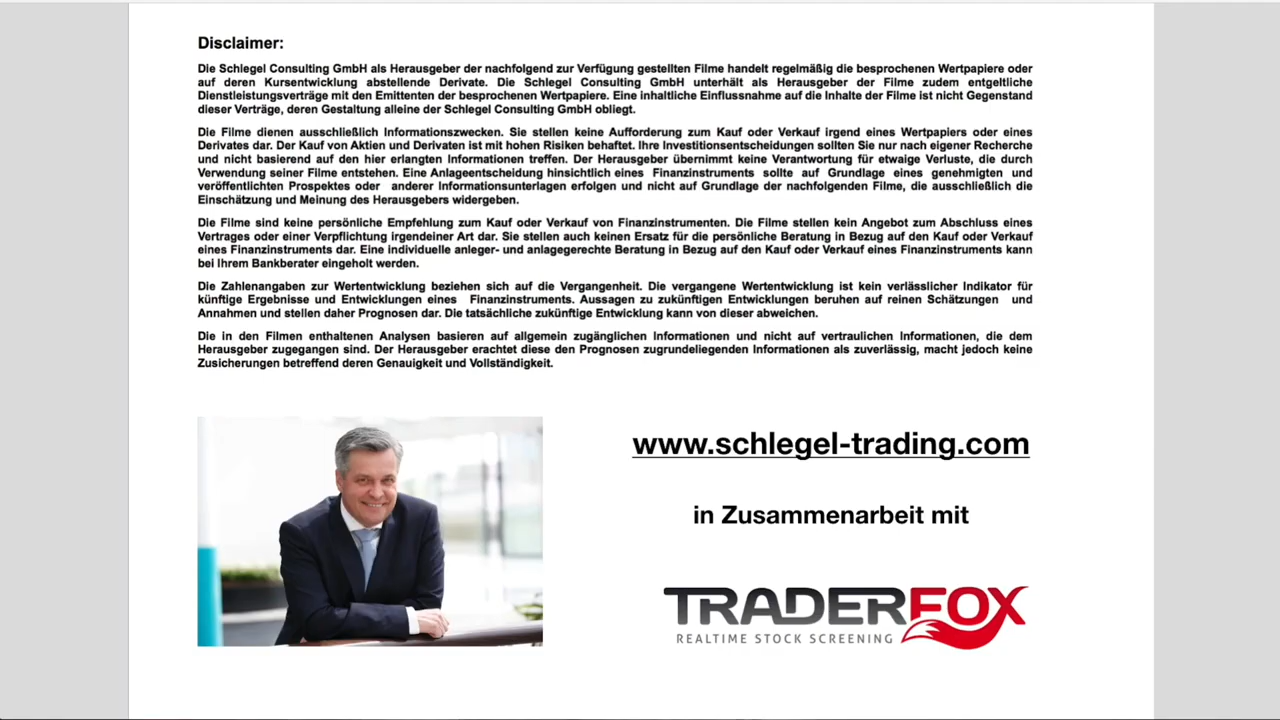 Disclaimer:
Die Schlegel Consulting GmbH als Herausgeber der nachfolgend zur Verfügung gestellten Filme handelt regelmäßig die besprochenen Wertpapiere oder
auf deren Kursentwicklung abstellende Derivate. Die Schlegel Consulting GmbH unterhält als Herausgeber der Filme zudem entgeltliche
Dienstleistungsverträge mit den Emittenten der besprochenen Wertpapiere. Eine inhaltliche Einflussnahme auf die Inhalte der Filme ist nicht Gegenstand
dieser Verträge, deren Gestaltung alleine der Schlegel Consulting GmbH obliegt.
Die Filme dienen ausschließlich Informationszwecken. Sie stellen keine Aufforderung zum Kauf oder Verkauf irgend eines Wertpapiers oder eines
Derivates dar. Der Kauf von Aktien und Derivaten ist mit hohen Risiken behaftet. Ihre Investitionsentscheidungen sollten Sie nur nach eigener Recherche
und nicht basierend auf den hier erlangten Informationen treffen. Der Herausgeber übernimmt keine Verantwortung für etwaige Verluste, die durch
Verwendung seiner Filme entstehen. Eine Anlageentscheidung hinsichtlich eines Finanzinstruments sollte auf Grundlage eines genehmigten und
veröffentlichten Prospektes oder anderer Informationsunterlagen erfolgen und nicht auf Grundlage der nachfolgenden Filme, die ausschließlich die
Einschätzung und Meinung des Herausgebers widergeben.
Die Filme sind keine persönliche Empfehlung zum Kauf oder Verkauf von Finanzinstrumenten. Die Filme stellen kein Angebot zum Abschluss eines
Vertrages oder einer Verpflichtung irgendeiner Art dar. Sie stellen auch keinen Ersatz für die persönliche Beratung in Bezug auf den Kauf oder Verkauf
eines Finanzinstruments dar. Eine individuelle anleger- und anlagegerechte Beratung in Bezug auf den Kauf oder Verkauf eines Finanzinstruments kann
bei Ihrem Bankberater eingeholt werden.
Die Zahlenangaben zur Wertentwicklung beziehen sich auf die Vergangenheit. Die vergangene Wertentwicklung ist kein verlässlicher Indikator für
künftige Ergebnisse und Entwicklungen eines Finanzinstruments. Aussagen zu zukünftigen Entwicklungen beruhen auf reinen Schätzungen und
Annahmen und stellen daher Prognosen dar. Die tatsächliche zukünftige Entwicklung kann von dieser abweichen.
Die in den Filmen enthaltenen Analysen basieren auf allgemein zugänglichen Informationen und nicht auf vertraulichen Informationen, die dem
Herausgeber zugegangen sind. Der Herausgeber erachtet diese den Prognosen zugrundeliegenden Informationen als zuverlässig, macht jedoch keine
Zusicherungen betreffend deren Genauigkeit und Vollständigkeit.
www.schlegel-trading.com
in Zusammenarbeit mit
TRADERFOX
REALTIME STOCK SCREENING